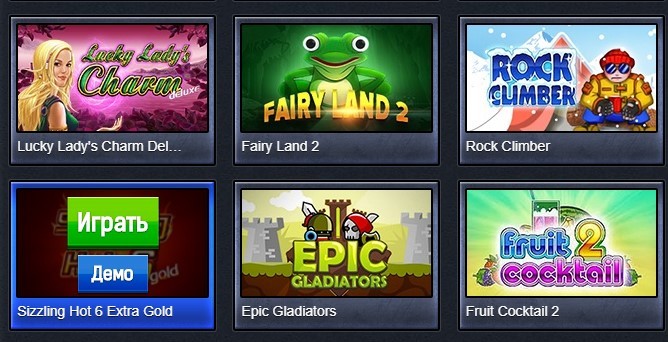 Lucky Lady's
Charm
deluxe
FAIRY LAND 2
ROCK
CLIMBER
Lucky Lady's Charm Del...
Fairy Land 2
Rock Climber
Играть
Демо
gold
EPIC
GLADIATORS
fruit 2
cocktail
Sizzling Hot 6 Extra Gold
Epic Gladiators
Fruit Cocktail 2